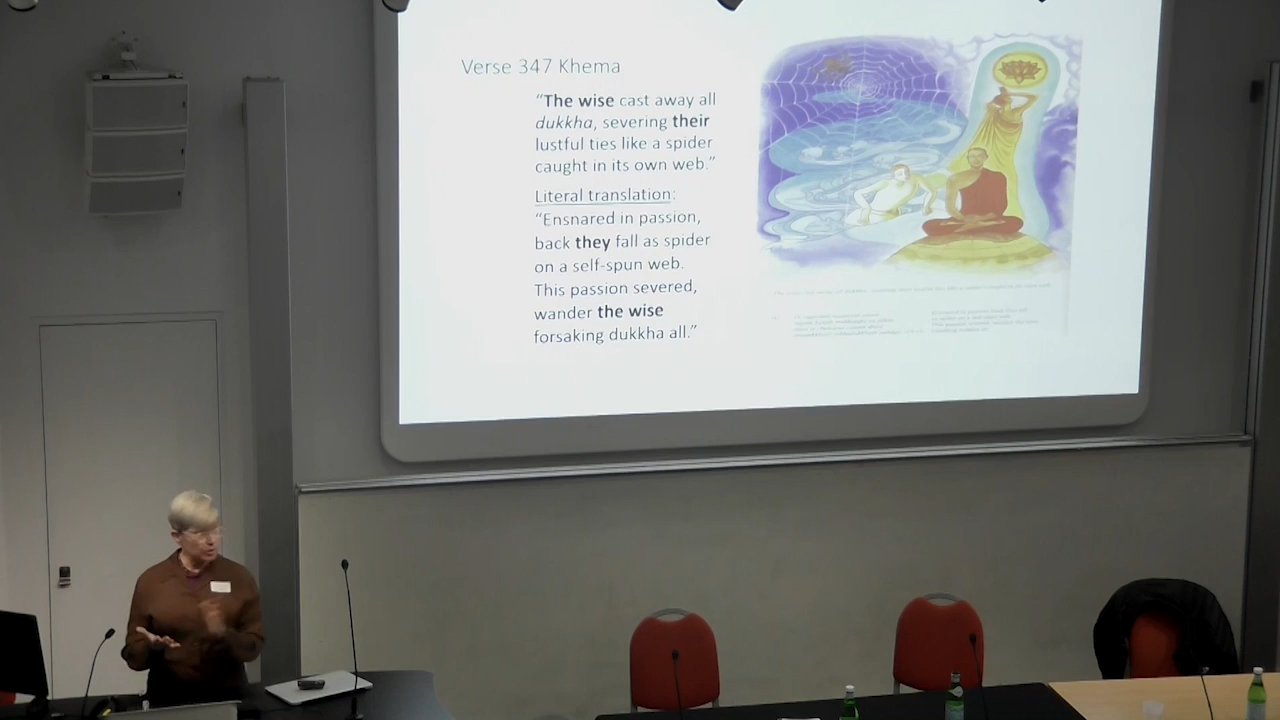 Verse 347 Khema
“The wise cast away all
dukkha, severing their
lustful ties like a spider
caught in its own web.”
Literal translation:
“Ensnared in passion,
back they fall as spider
on a self-spun web.
This passion severed,
wander the wise
forsaking dukkha all.”